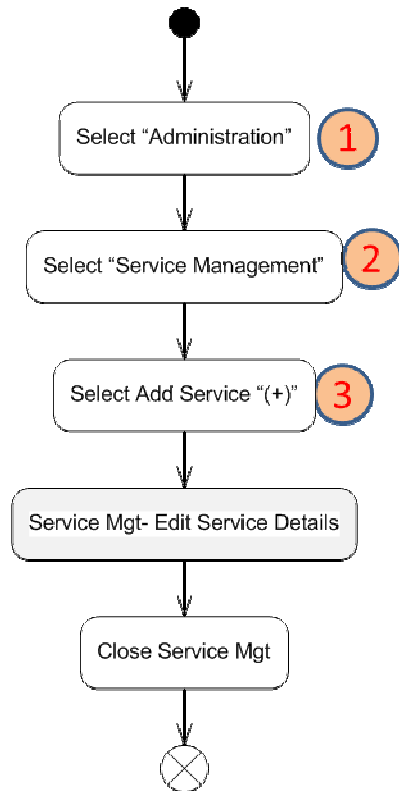 Select “Administration”
1
Select “Service Management”
2
Select Add Service “(+)”
3
Service Mgt- Edit Service Details
Close Service Mgt